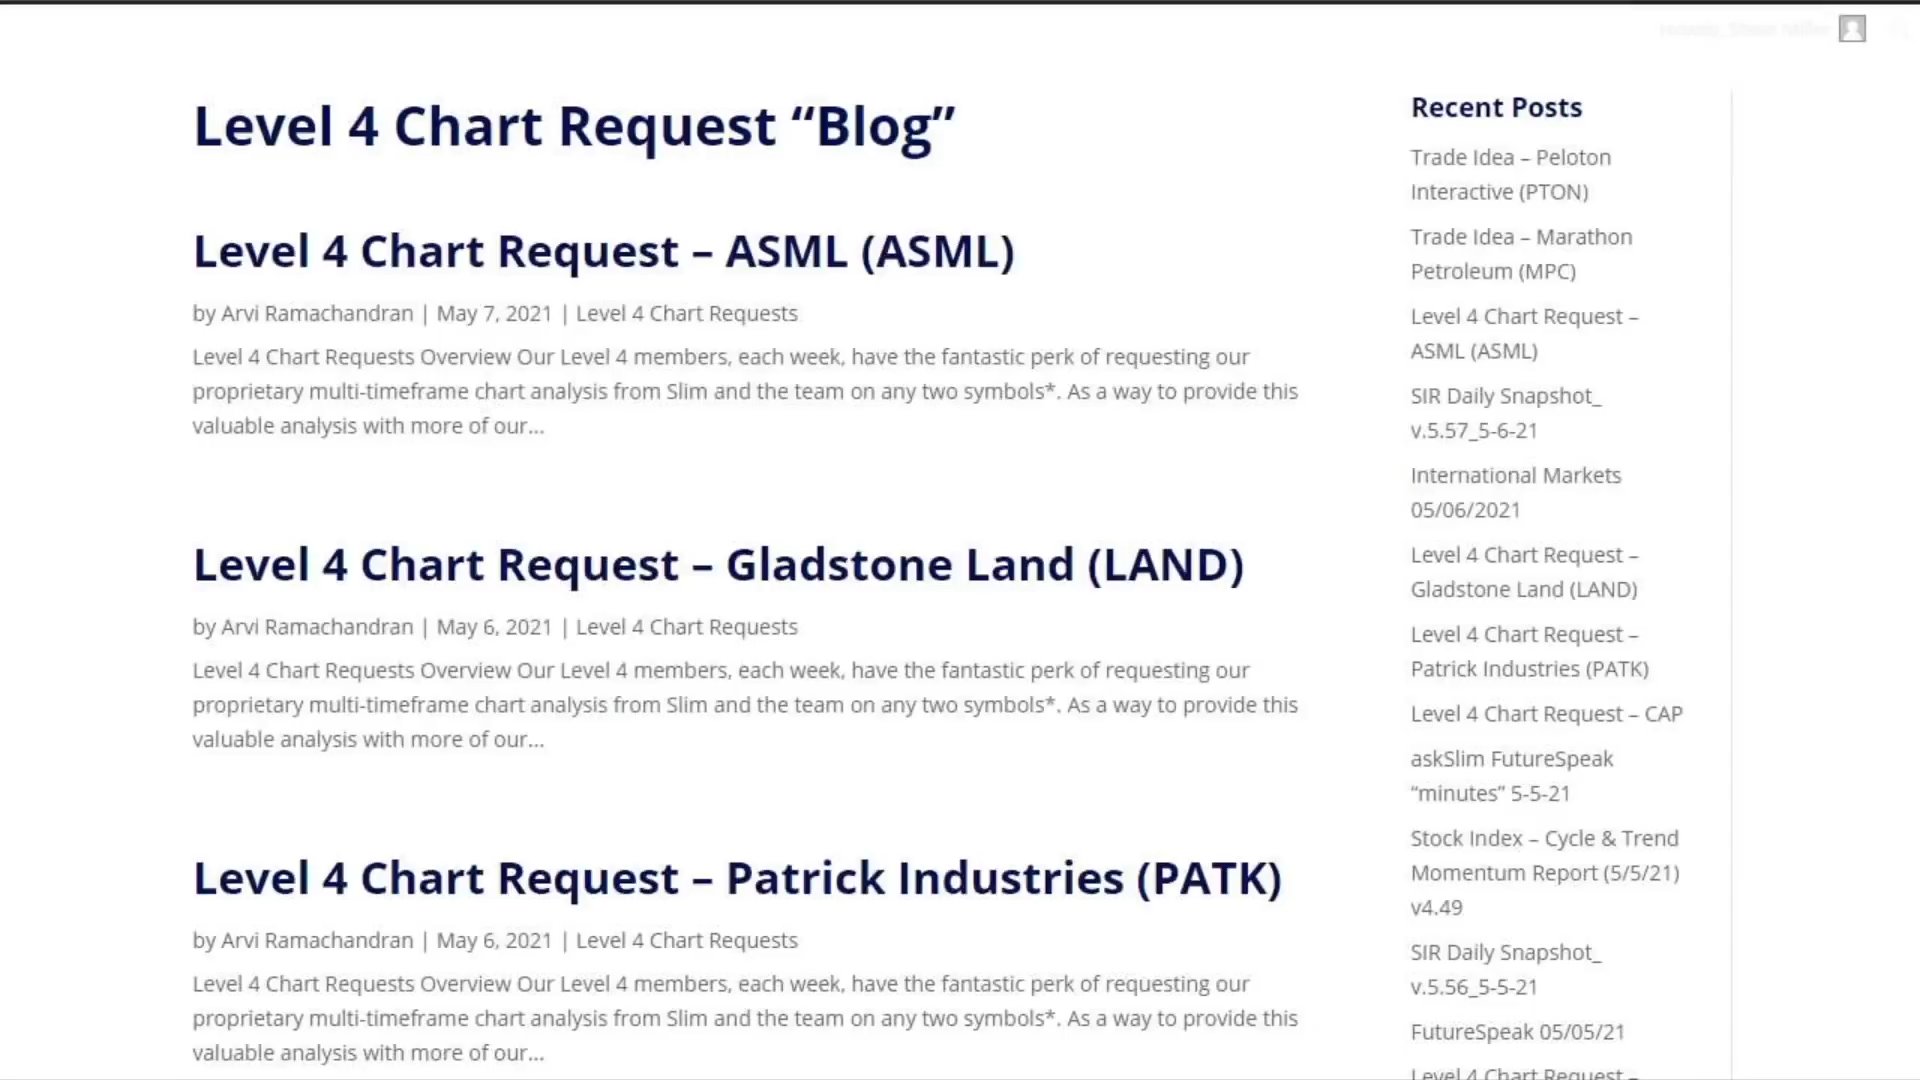 Level 4 Chart Request “Blog”
Level 4 Chart Request – ASML (ASML)
by Arvi Ramachandran | May 7, 2021 | Level 4 Chart Requests
Level 4 Chart Requests Overview Our Level 4 members, each week, have the fantastic perk of requesting our
proprietary multi-timeframe chart analysis from Slim and the team on any two symbols*. As a way to provide this
valuable analysis with more of our...
Level 4 Chart Request – Gladstone Land (LAND)
by Arvi Ramachandran | May 6, 2021 | Level 4 Chart Requests
Level 4 Chart Requests Overview Our Level 4 members, each week, have the fantastic perk of requesting our
proprietary multi-timeframe chart analysis from Slim and the team on any two symbols*. As a way to provide this
valuable analysis with more of our...
Level 4 Chart Request – Patrick Industries (PATK)
by Arvi Ramachandran | May 6, 2021 | Level 4 Chart Requests
Level 4 Chart Requests Overview Our Level 4 members, each week, have the fantastic perk of requesting our
proprietary multi-timeframe chart analysis from Slim and the team on any two symbols*. As a way to provide this
valuable analysis with more of our...
Recent Posts
Trade Idea – Peloton
Interactive (PTON)
Trade Idea – Marathon
Petroleum (MPC)
Level 4 Chart Request –
ASML (ASML)
SIR Daily Snapshot_
v.5.57_5-6-21
International Markets
05/06/2021
Level 4 Chart Request –
Gladstone Land (LAND)
Level 4 Chart Request –
Patrick Industries (PATK)
Level 4 Chart Request – CAP
askSlim FutureSpeak
“minutes” 5-5-21
Stock Index – Cycle & Trend
Momentum Report (5/5/21)
v4.49
SIR Daily Snapshot_
v.5.56_5-5-21
FutureSpeak 05/05/21
Level 4 Chart Request –